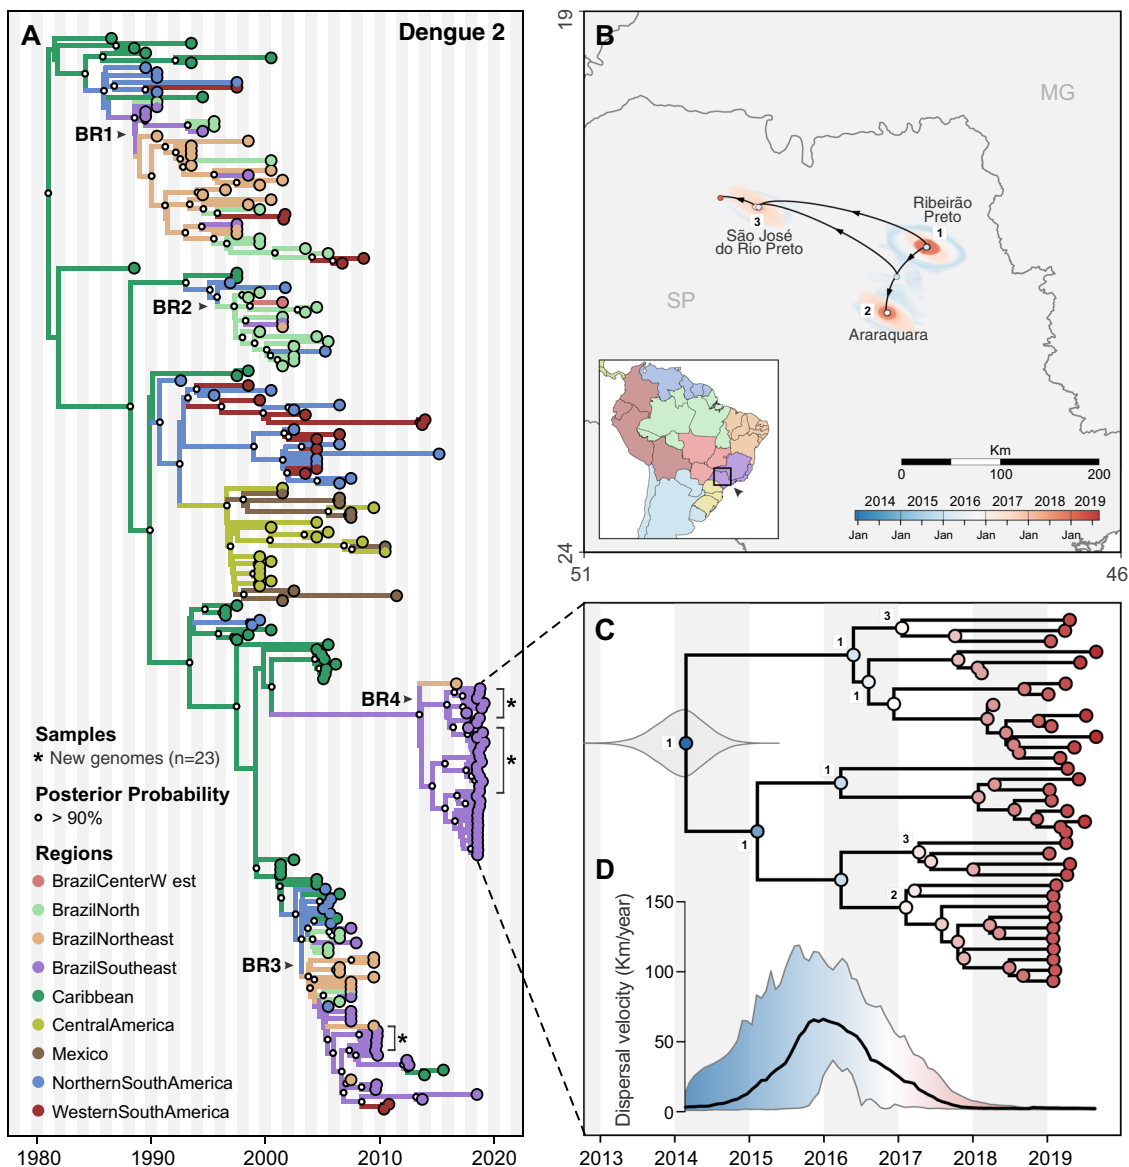 A
Dengue 2
BR1
BR2
BR4
BR3
Samples
* New genomes (n=23)
Posterior Probability
> 90%
Regions
BrazilCenterW est
BrazilNorth
BrazilNortheast
BrazilSoutheast
Caribbean
CentralAmerica
Mexico
NorthernSouthAmerica
WesternSouthAmerica
*
*
*
1980
1990
2000
2010
2020
B
19
24
51
46
MG
SP
Ribeirão
Preto
1
3
São José
do Rio Preto
2
Araraquara
Km
0
100
200
2014
2015
2016
2017
2018
2019
Jan
Jan
Jan
Jan
Jan
Jan
C
3
1
1
1
1
1
3
2
D
Dispersal velocity (Km/year)
150
100
50
0
2013
2014
2015
2016
2017
2018
2019